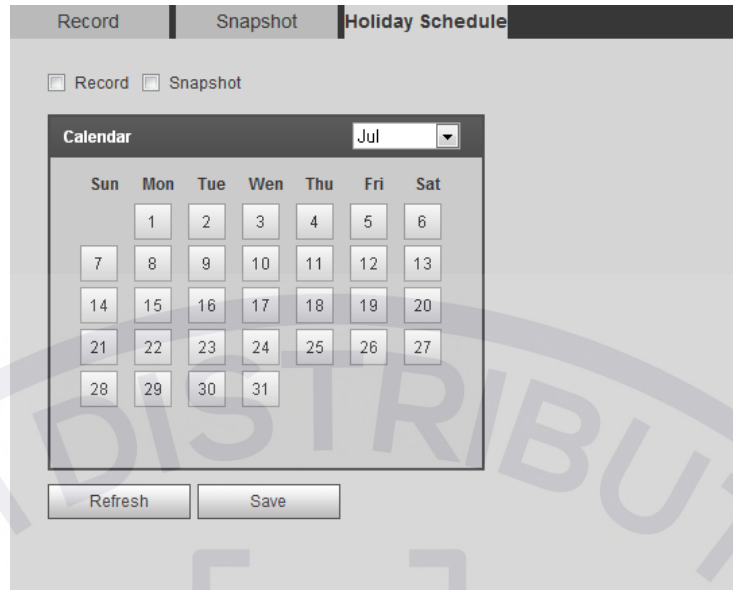 Record Snapshot Holiday Schedule
Record Snapshot
Calendar Jul
Sun Mon Tue Wen Thu Fri Sat
1 2 3 4 5 6
7 8 9 10 11 12 13
14 15 16 17 18 19 20
21 22 23 24 25 26 27
28 29 30 31
Refresh Save
DISTRIBUT